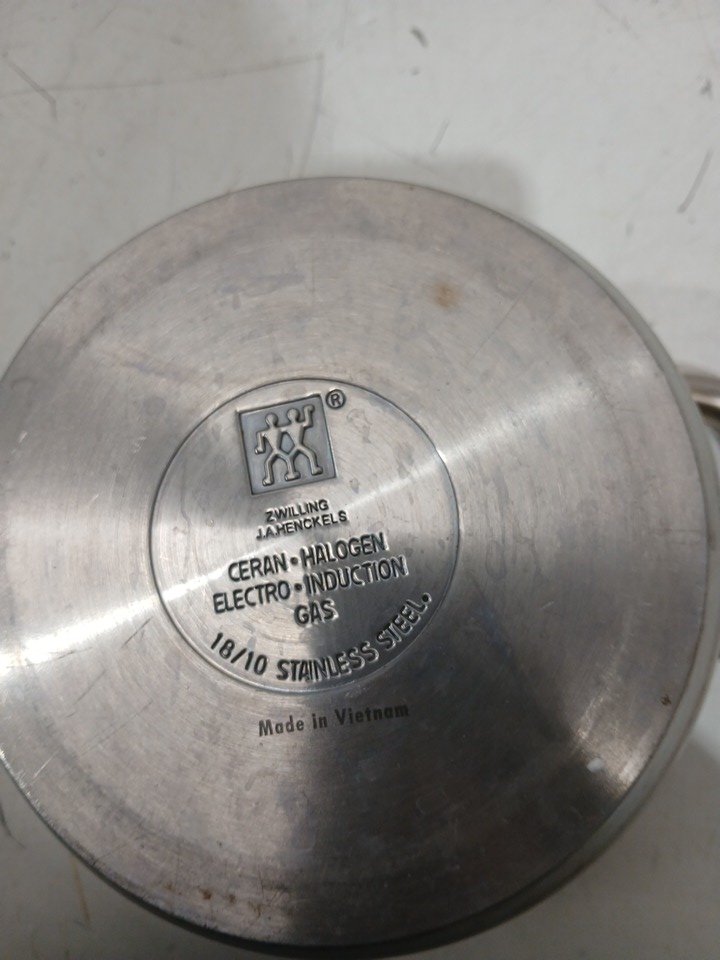 ®
ZWILLING
J.A.HENCKELS
CERAN • HALOGEN
ELECTRO • INDUCTION
GAS
18/10 STAINLESS STEEL.
Made in Vietnam